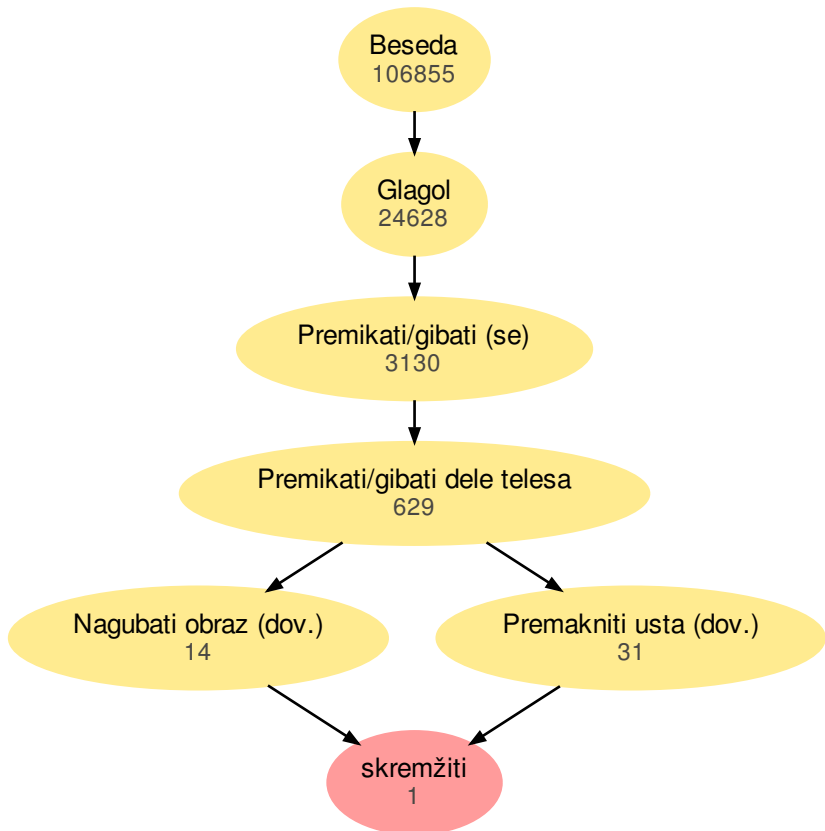 Beseda
106855
Glagol
24628
Premikati/gibati (se)
3130
Premikati/gibati dele telesa
629
Nagubati obraz (dov.)
14
Premakniti usta (dov.)
31
skremžiti
1